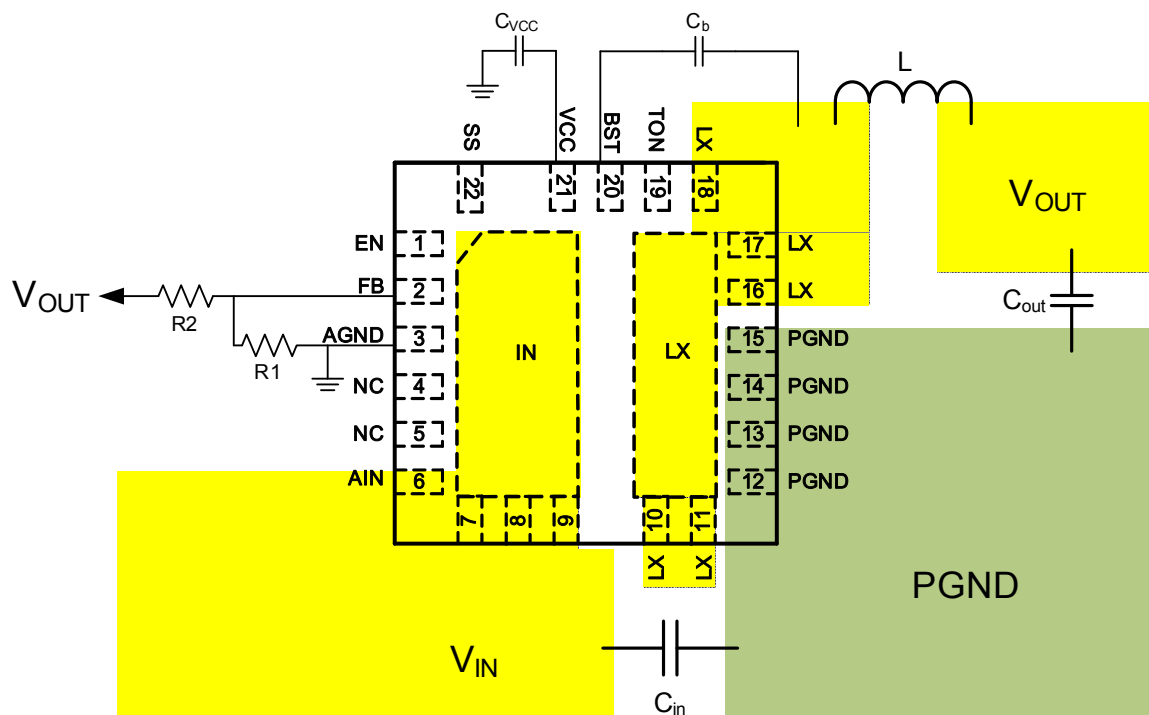 CVCC
Cb
L
SS
VCC
BST
TON
LX
22
21
20
19
18
VOUT
EN 1
17 LX
FB 2
16 LX
VOUT
R2
Cout
AGND 3
15 PGND
IN
LX
R1
NC 4
14 PGND
NC 5
13 PGND
AIN 6
12 PGND
7
8
9
10
11
LX
LX
PGND
VIN
Cin